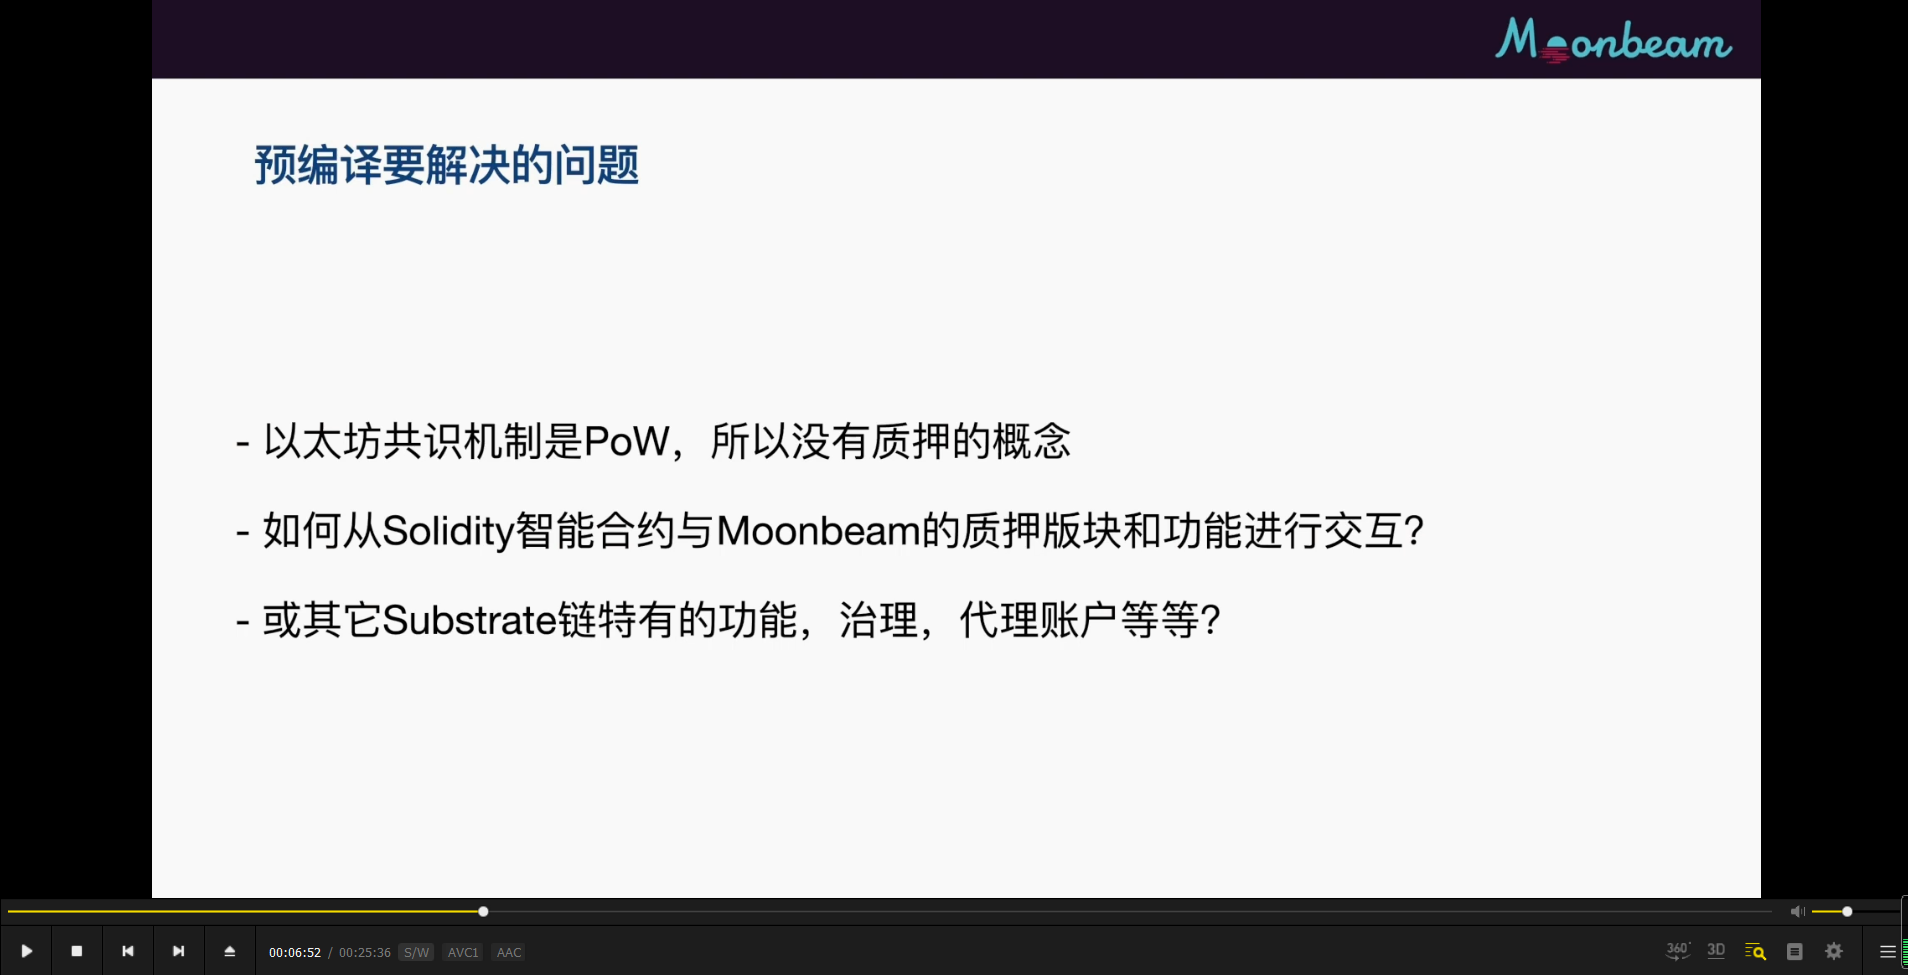 Moonbeam
预编译要解决的问题
- 以太坊共识机制是PoW，所以没有质押的概念
- 如何从Solidity智能合约与Moonbeam的质押版块和功能进行交互?
- 或其它Substrate链特有的功能，治理，代理账户等等?
00:06:52 / 00:25:36 S/W AVC1 AAC 360° 3D